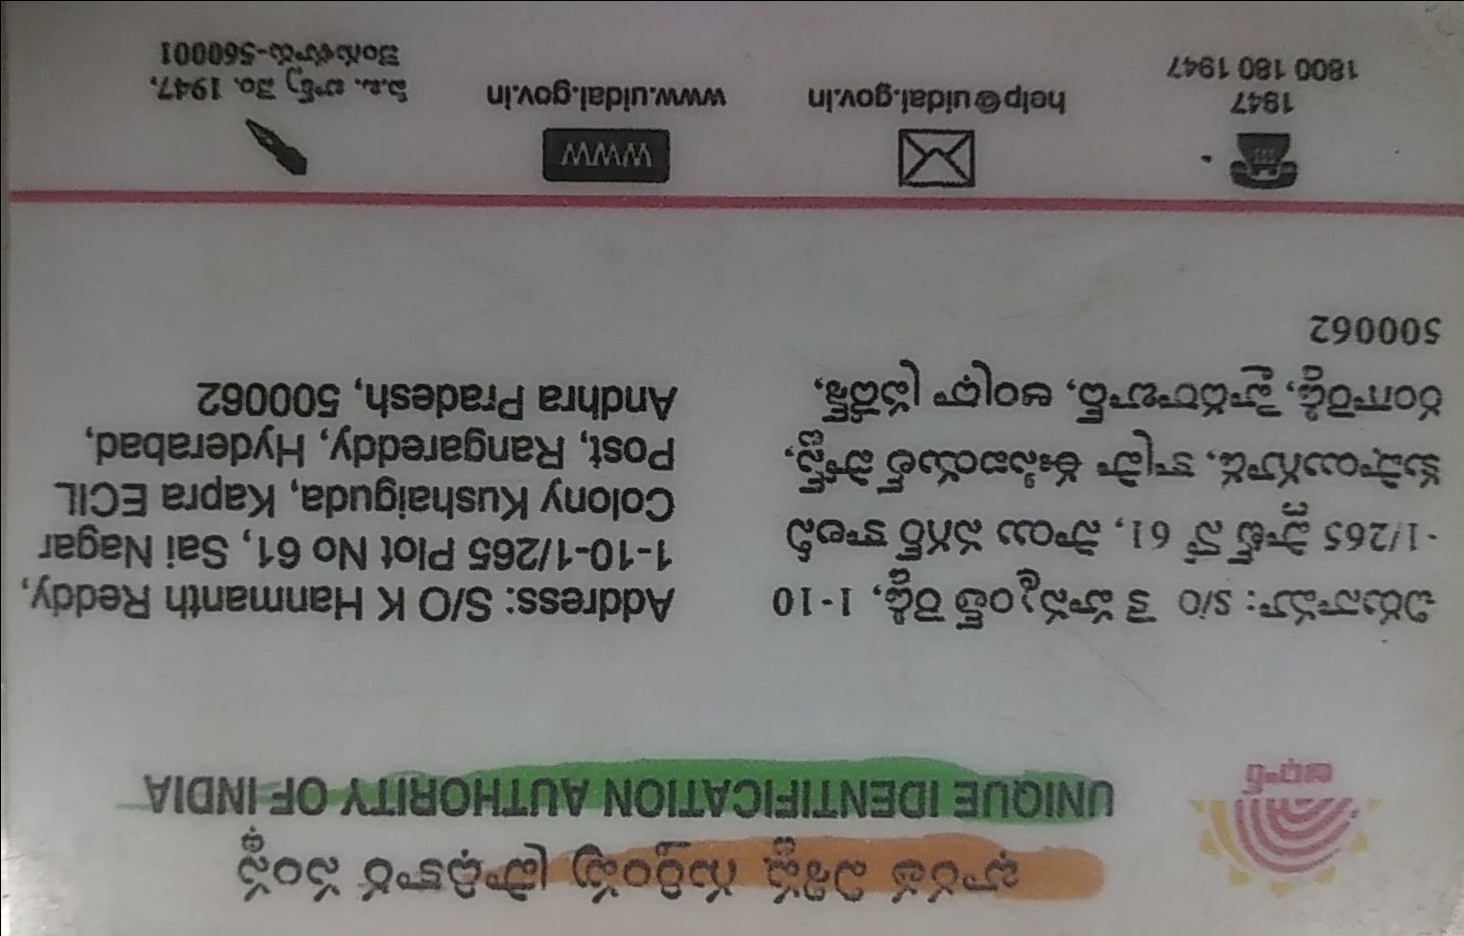 భారత విశిష్ట గుర్తింపు ప్రాధికార సంస్థ
UNIQUE IDENTIFICATION AUTHORITY OF INDIA
ఆధార్
చిరునామా: S/O కె హన్మంత్ రెడ్డి, 1-10
-1/265 ప్లాట్ నో 61, సాయి నగర్ కాలనీ
కుషాయిగూడ, కాప్రా ఈసిఐయల్ పోస్ట్,
రంగారెడ్డి, హైదరాబాద్, ఆంధ్రా ప్రదేశ్,
500062
Address: S/O K Hanmanth Reddy,
1-10-1/265 Plot No 61, Sai Nagar
Colony Kushaiguda, Kapra ECIL
Post, Rangareddy, Hyderabad,
Andhra Pradesh, 500062
1947
1800 180 1947
help@uidai.gov.in
WWW
www.uidai.gov.in
పి.ఒ. బాక్స్ నెం. 1947,
బెంగుళూరు-560001